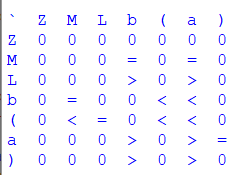 ` Z M L b ( a )
Z 0 0 0 0 0 0 0
M 0 0 0 = 0 = 0
L 0 0 0 > 0 > 0
b 0 = 0 0 < < 0
( 0 < = 0 < < 0
a 0 0 0 > 0 > =
) 0 0 0 > 0 > 0